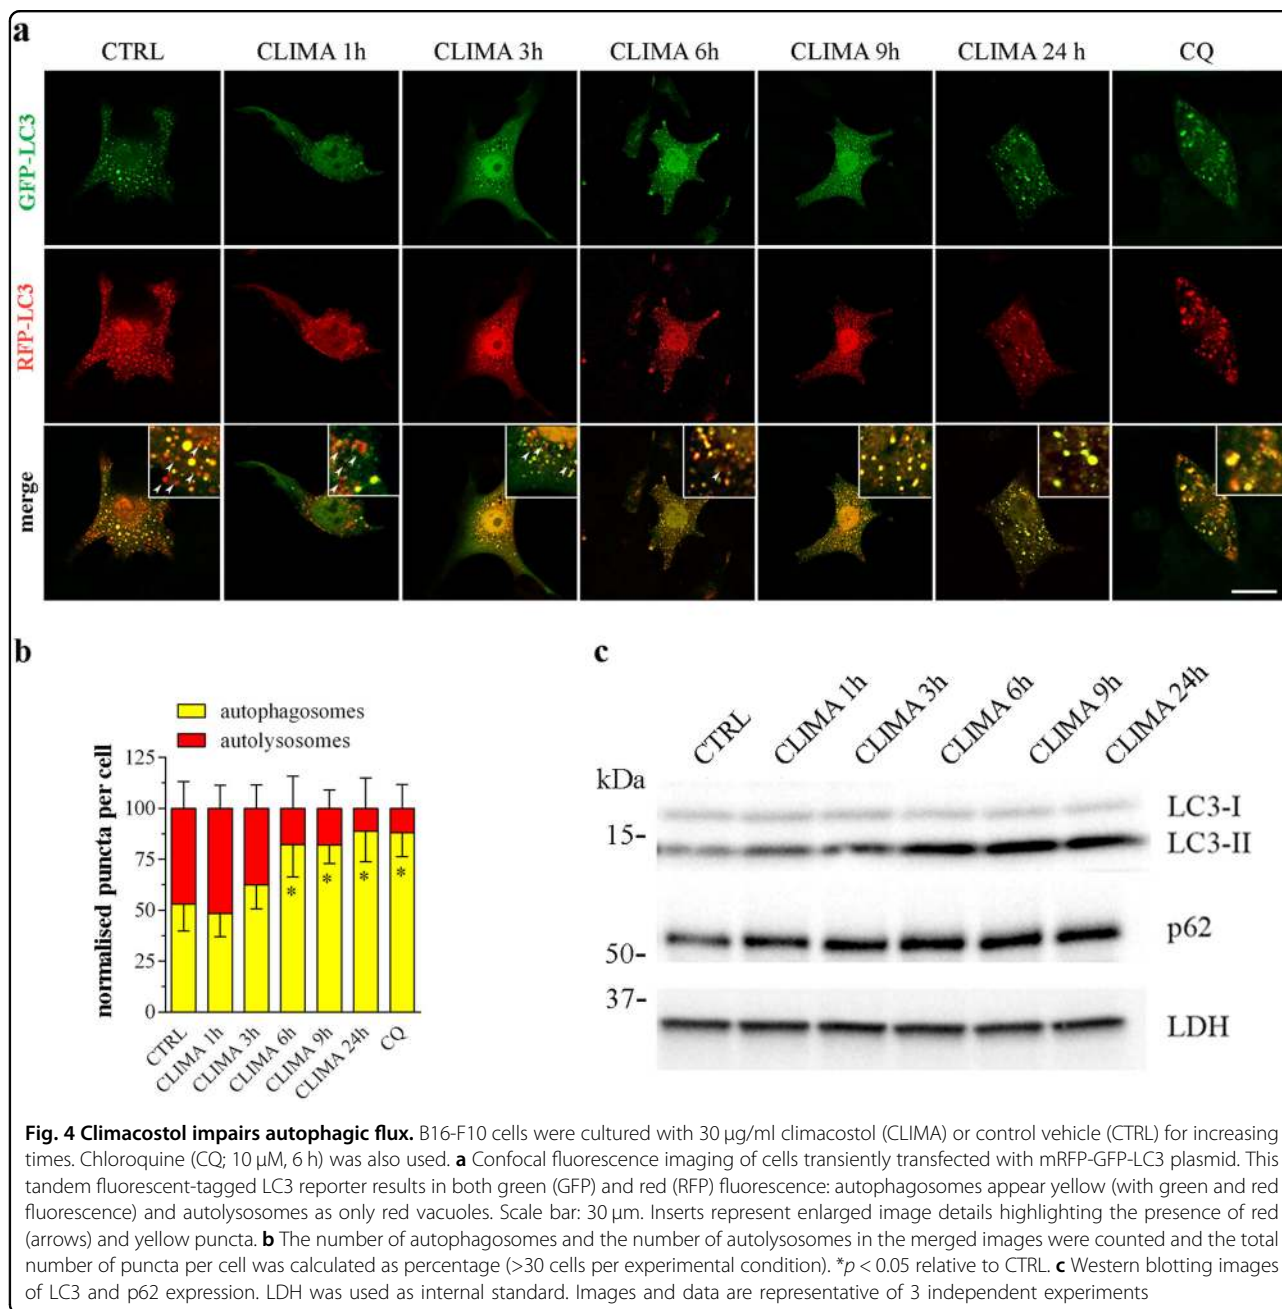 a
CTRL CLIMA 1h CLIMA 3h CLIMA 6h CLIMA 9h CLIMA 24 h CQ
GFP-LC3
RFP-LC3
merge
b
autophagosomes
autolysosomes
normalised puncta per cell
125
100
75
50
25
0
CTRL
CLIMA 1h
CLIMA 3h
CLIMA 6h
CLIMA 9h
CLIMA 24h
CQ
* * * *
c
CTRL
CLIMA 1h
CLIMA 3h
CLIMA 6h
CLIMA 9h
CLIMA 24h
kDa
15-
50-
37-
LC3-I
LC3-II
p62
LDH
Fig. 4 Climacostol impairs autophagic flux. B16-F10 cells were cultured with 30 µg/ml climacostol (CLIMA) or control vehicle (CTRL) for increasing
times. Chloroquine (CQ; 10 µM, 6 h) was also used. a Confocal fluorescence imaging of cells transiently transfected with mRFP-GFP-LC3 plasmid. This
tandem fluorescent-tagged LC3 reporter results in both green (GFP) and red (RFP) fluorescence: autophagosomes appear yellow (with green and red
fluorescence) and autolysosomes as only red vacuoles. Scale bar: 30 µm. Inserts represent enlarged image details highlighting the presence of red
(arrows) and yellow puncta. b The number of autophagosomes and the number of autolysosomes in the merged images were counted and the total
number of puncta per cell was calculated as percentage (>30 cells per experimental condition). *p < 0.05 relative to CTRL. c Western blotting images
of LC3 and p62 expression. LDH was used as internal standard. Images and data are representative of 3 independent experiments